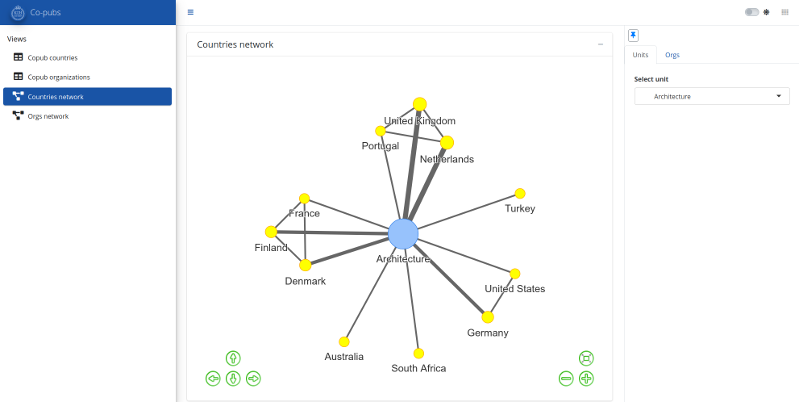 Co-pubs
Views
Copub countries
Copub organizations
Countries network
Orgs network
Countries network
United Kingdom
Portugal
Netherlands
France
Turkey
Finland
Architecture
Denmark
United States
Germany
Australia
South Africa
Units
Orgs
Select unit
Architecture